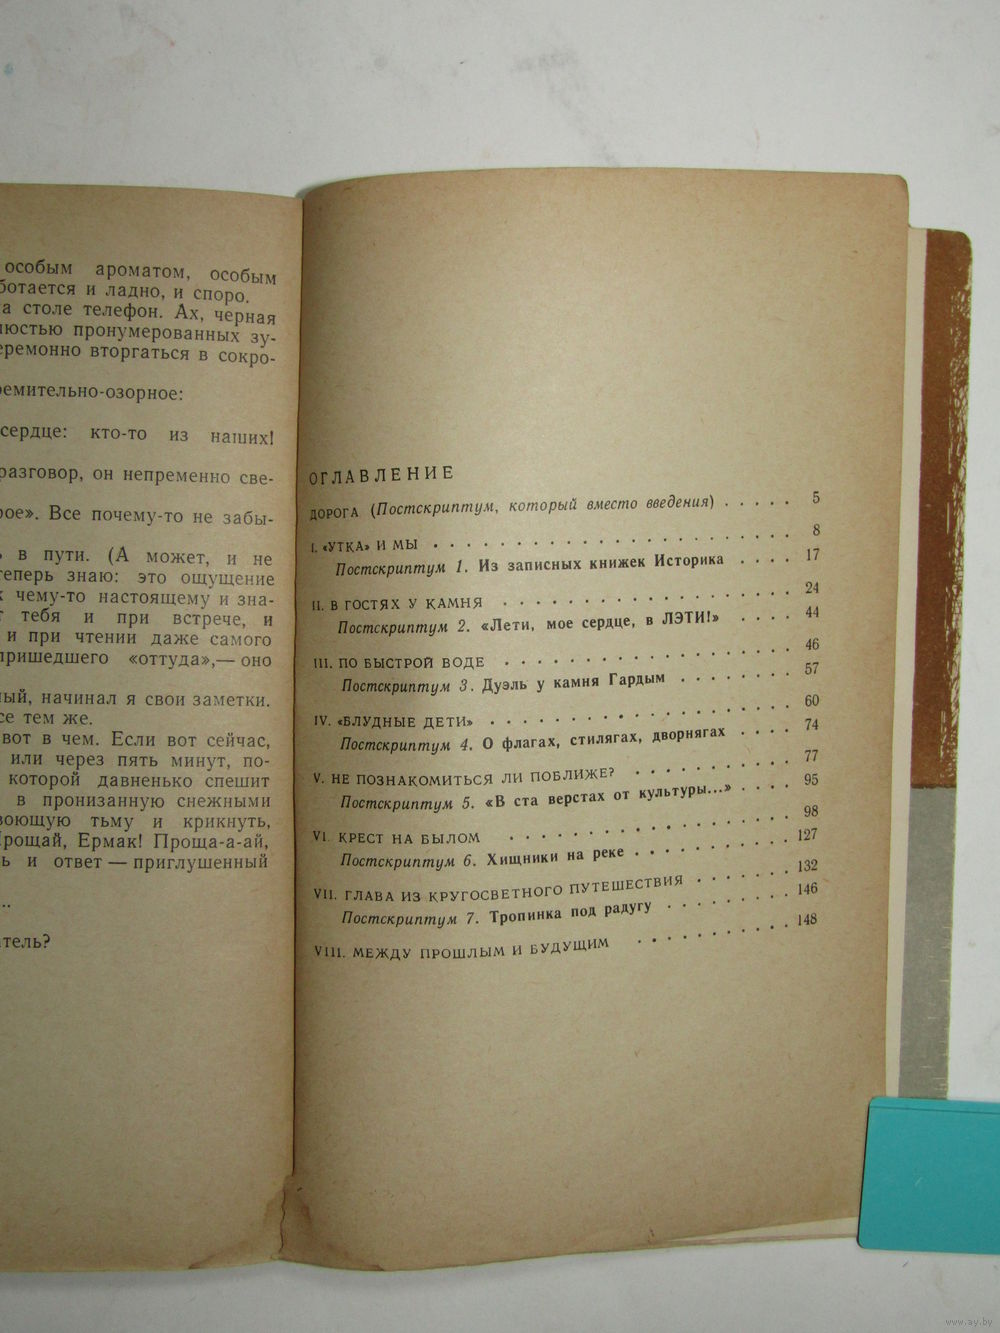 особым ароматом, особым
ботается и ладно, и споро.
а столе телефон. Ах, черная
ностью пронумерованных зу-
еремонно вторгаться в сокро-
ремительно-озорное:
сердце: кто-то из наших!
разговор, он непременно све-
рое». Все почему-то не забы-
ь в пути. (А может, и не
теперь знаю: это ощущение
к чему-то настоящему и зна-
т тебя и при встрече, и
и при чтении даже самого
пришедшего «оттуда»,— оно
ный, начинал я свои заметки.
се тем же.
вот в чем. Если вот сейчас,
или через пять минут, по-
которой давненько спешит
в пронизанную снежными
воющую тьму и крикнуть,
Прощай, Ермак! Проща-а-ай,
ь и ответ — приглушенный
..
атель?
ОГЛАВЛЕНИЕ
ДОРОГА (Постскриптум, который вместо введения) . . . . . 5
I. «УТКА» И МЫ . . . . . . . . . . . . . . . . . . . . 8
Постскриптум 1. Из записных книжек Историка . . . . 17
II. В ГОСТЯХ У КАМНЯ . . . . . . . . . . . . . . . . 24
Постскриптум 2. «Лети, мое сердце, в ЛЭТИ!» . . . . 44
III. ПО БЫСТРОЙ ВОДЕ . . . . . . . . . . . . . . . . 46
Постскриптум 3. Дуэль у камня Гардым . . . . . . . . 57
IV. «БЛУДНЫЕ ДЕТИ» . . . . . . . . . . . . . . . . . 60
Постскриптум 4. О флагах, стилягах, дворнягах . . . . 74
V. НЕ ПОЗНАКОМИТЬСЯ ЛИ ПОБЛИЖЕ? . . . . . . . . . 77
Постскриптум 5. «В ста верстах от культуры...» . . . . 95
VI. КРЕСТ НА БЫЛОМ . . . . . . . . . . . . . . . . 98
Постскриптум 6. Хищники на реке . . . . . . . . . . 127
VII. ГЛАВА ИЗ КРУГОСВЕТНОГО ПУТЕШЕСТВИЯ . . . . . . 132
Постскриптум 7. Тропинка под радугу . . . . . . . . 146
VIII. МЕЖДУ ПРОШЛЫМ И БУДУЩИМ . . . . . . . . . . 148
www.ay.by